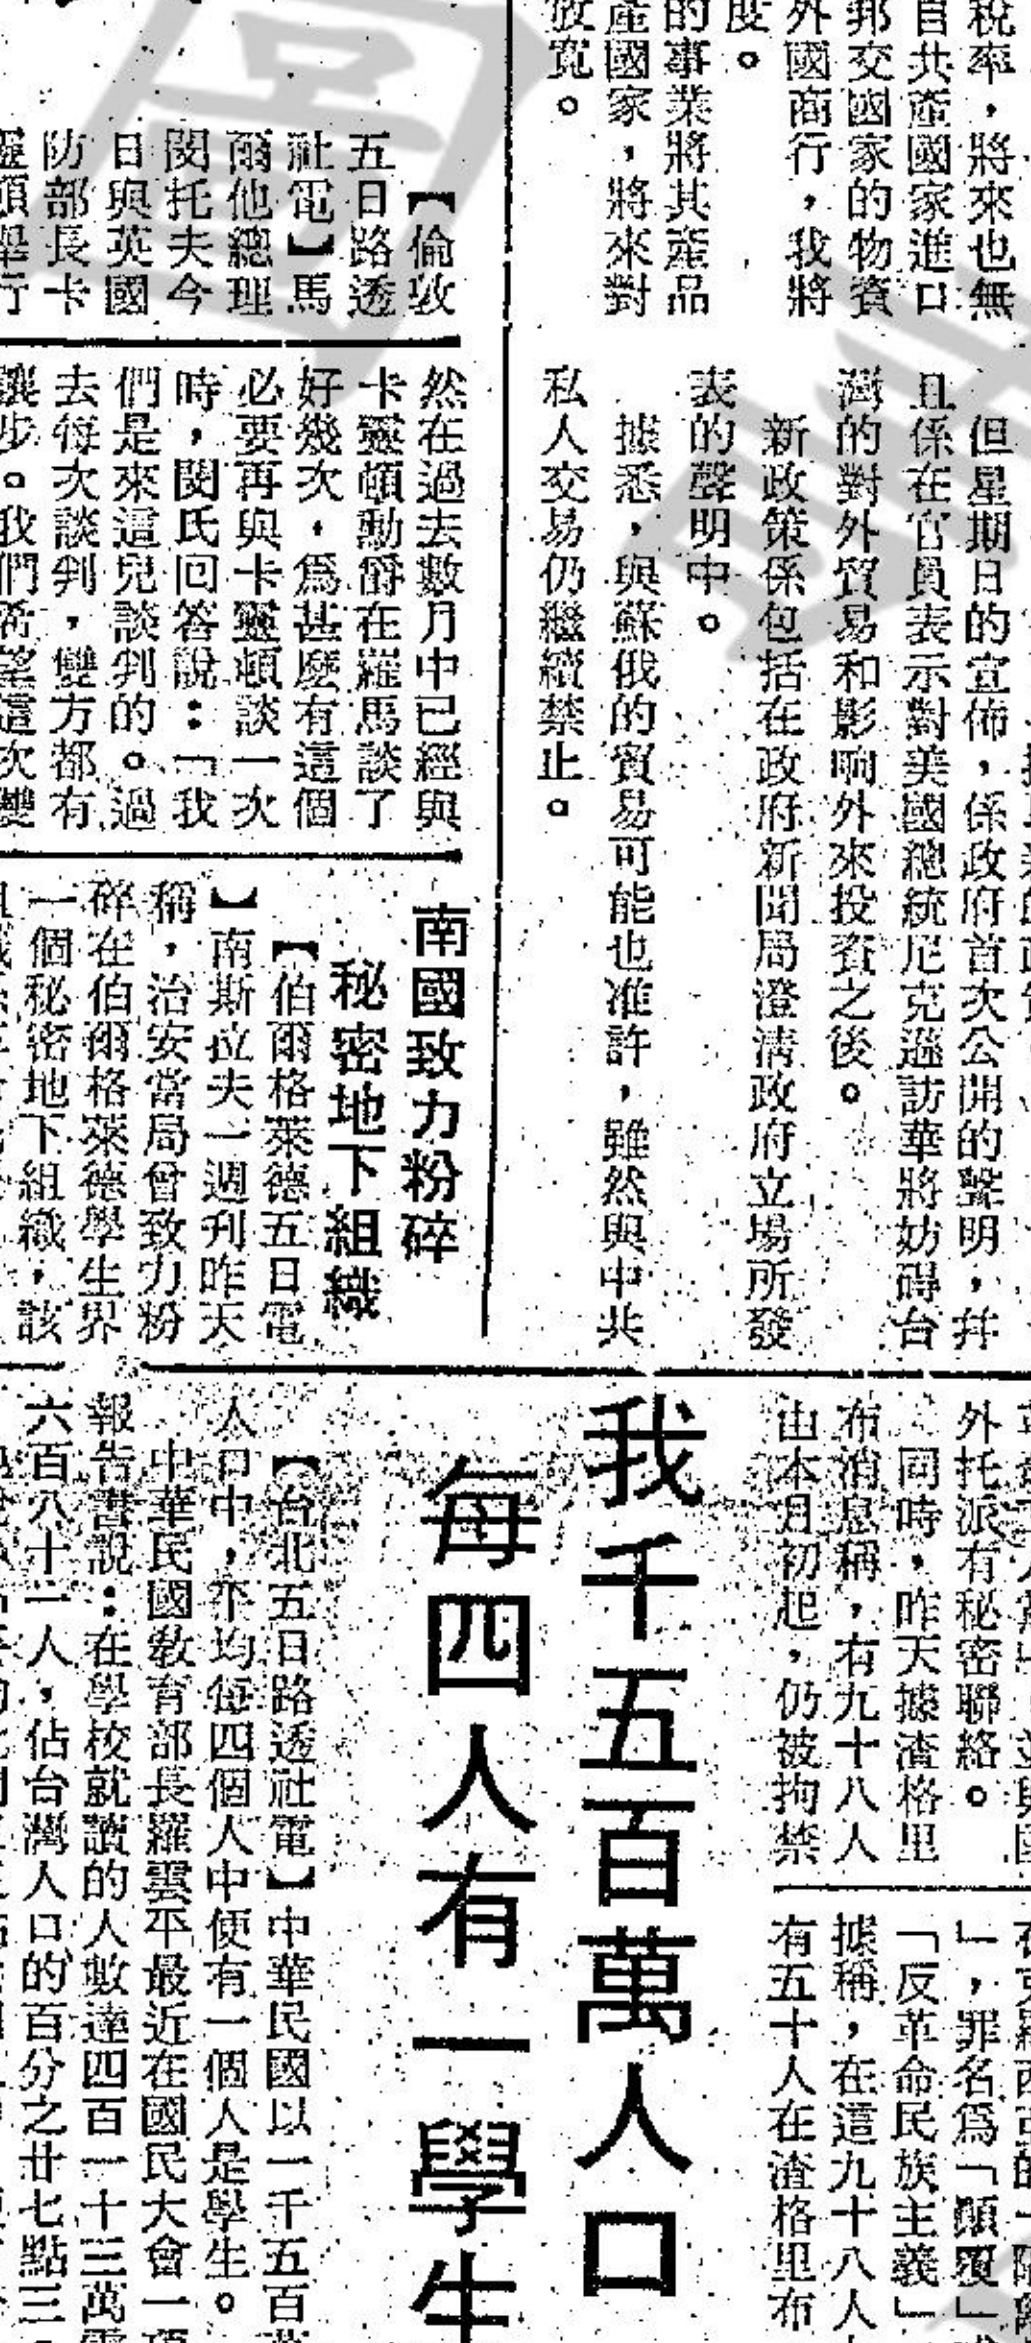 稅率，將來也無
自共產國家進口
邦交國家的物資
外國商行，我將
度。
的事業將其產品
產國家，將來對
放寬。
但星期日的宣佈，係政府首次公開的聲明，幷
且係在官員表示對美國總統尼克遜訪華將妨碍台
灣的對外貿易和影响外來投資之後。
新政策係包括在政府新聞局澄清政府立場所發
表的聲明中。
據悉，與蘇俄的貿易可能也准許，雖然與中共
私人交易仍繼續禁止。
【倫敦
五日路透
社電】馬
爾他總理
閔托夫今
日與英國
防部長卡
靈頓舉行
然在過去數月中已經與
卡靈頓勳爵在羅馬談了
好幾次，爲甚麼有這個
必要再與卡靈頓談一次
時，閔氏回答說：「我
們是來這兒談判的。過
去每次談判，雙方都有
讓步。我們希望這次雙
南國致力粉碎
秘密地下組織
【伯爾格萊德五日電
】南斯拉夫一週刋昨天
稱，治安當局曾致力粉
碎在伯爾格萊德學生界
一個秘密地下組織，該
外托派有秘密聯絡。
同時，昨天據渣格里
布消息稱，有九十八人
由本月初起，仍被拘禁
」，罪名爲「顚覆」
「反革命民族主義」
據稱，在這九十八人
有五十人在渣格里布
我千五百萬人口
每四人有一學生
【台北五日路透社電】中華民國以一千五百萬
人口中，平均每四個人中便有一個人是學生。
中華民國敎育部長羅雲平最近在國民大會一項
報告書說：在學校就讀的人數達四百一十三萬零
六百八十一人，佔台灣人口的百分之廿七點三。